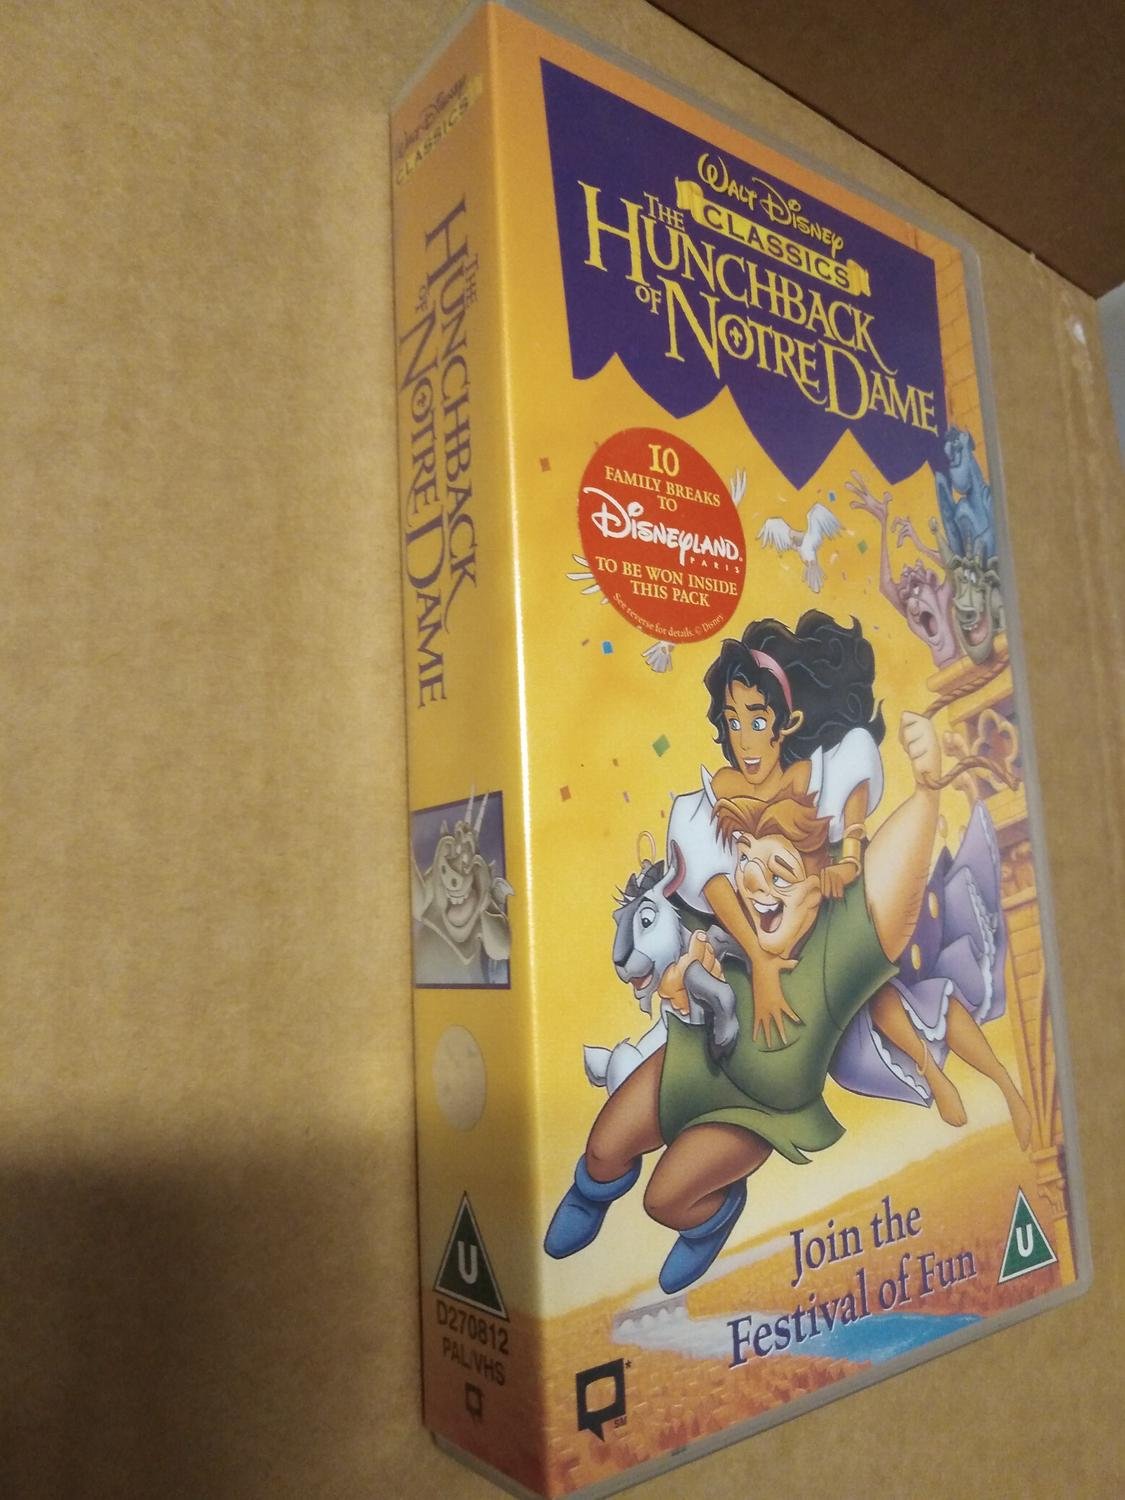 Walt Disney
CLASSICS
THE
HUNCHBACK
OF
NOTRE DAME
U
D270812
PAL/VHS
Walt Disney
CLASSICS
THE
HUNCHBACK
OF
NOTRE DAME
10
FAMILY BREAKS
TO
DISNEYLAND
PARIS
TO BE WON INSIDE
THIS PACK
See reverse for details. © Disney
Join the
Festival of Fun
U
SM